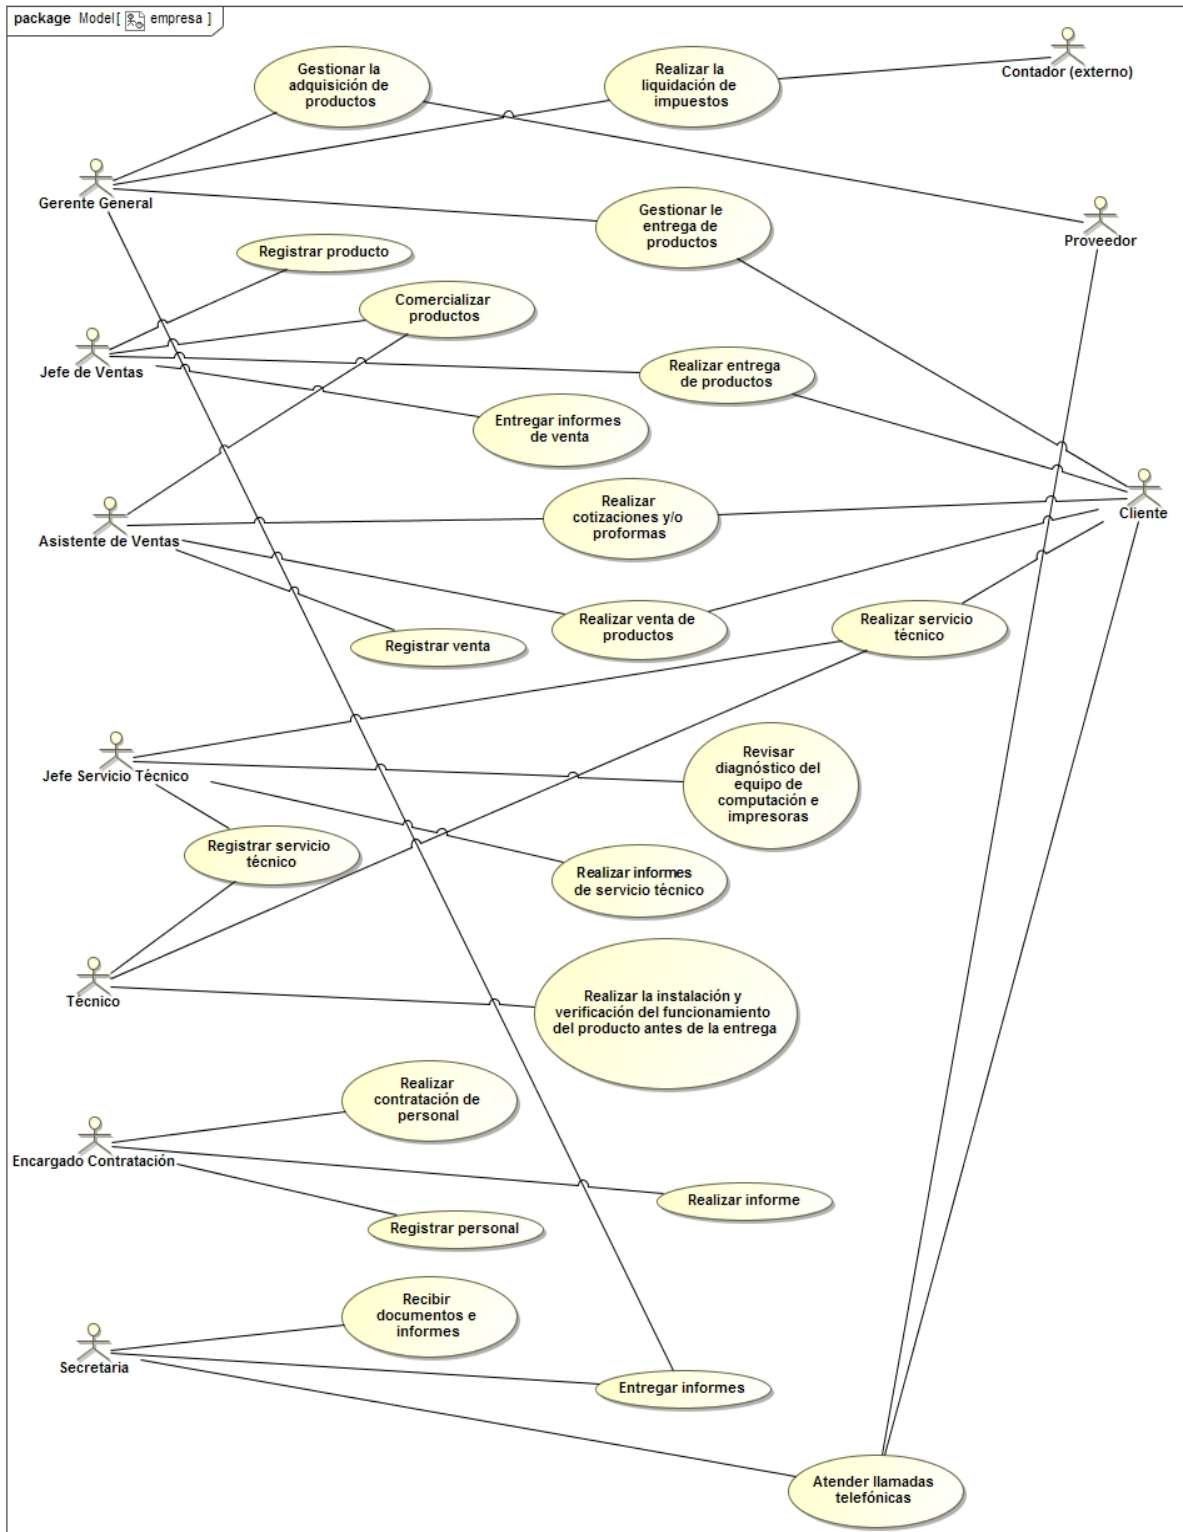 package Model [ empresa ]
Gestionar la
adquisición de
productos
Realizar la
liquidación de
impuestos
Contador (externo)
Gerente General
Gestionar le
entrega de
productos
Proveedor
Registrar producto
Comercializar
productos
Jefe de Ventas
Realizar entrega
de productos
Entregar informes
de venta
Realizar
cotizaciones y/o
proformas
Cliente
Asistente de Ventas
Realizar venta de
productos
Realizar servicio
técnico
Registrar venta
Jefe Servicio Técnico
Revisar
diagnóstico del
equipo de
computación e
impresoras
Registrar servicio
técnico
Realizar informes
de servicio técnico
Técnico
Realizar la instalación y
verificación del funcionamiento
del producto antes de la entrega
Realizar
contratación de
personal
Encargado Contratación
Realizar informe
Registrar personal
Recibir
documentos e
informes
Secretaria
Entregar informes
Atender llamadas
telefónicas